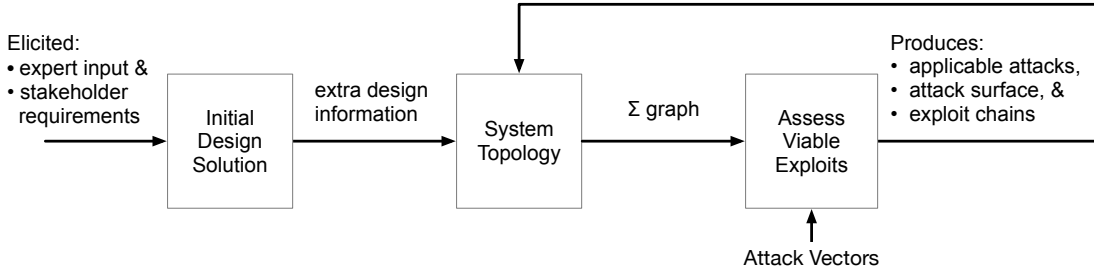 Elicited:
• expert input &
• stakeholder
requirements
Initial
Design
Solution
extra design
information
System
Topology
Σ graph
Assess
Viable
Exploits
Produces:
• applicable attacks,
• attack surface, &
• exploit chains
Attack Vectors